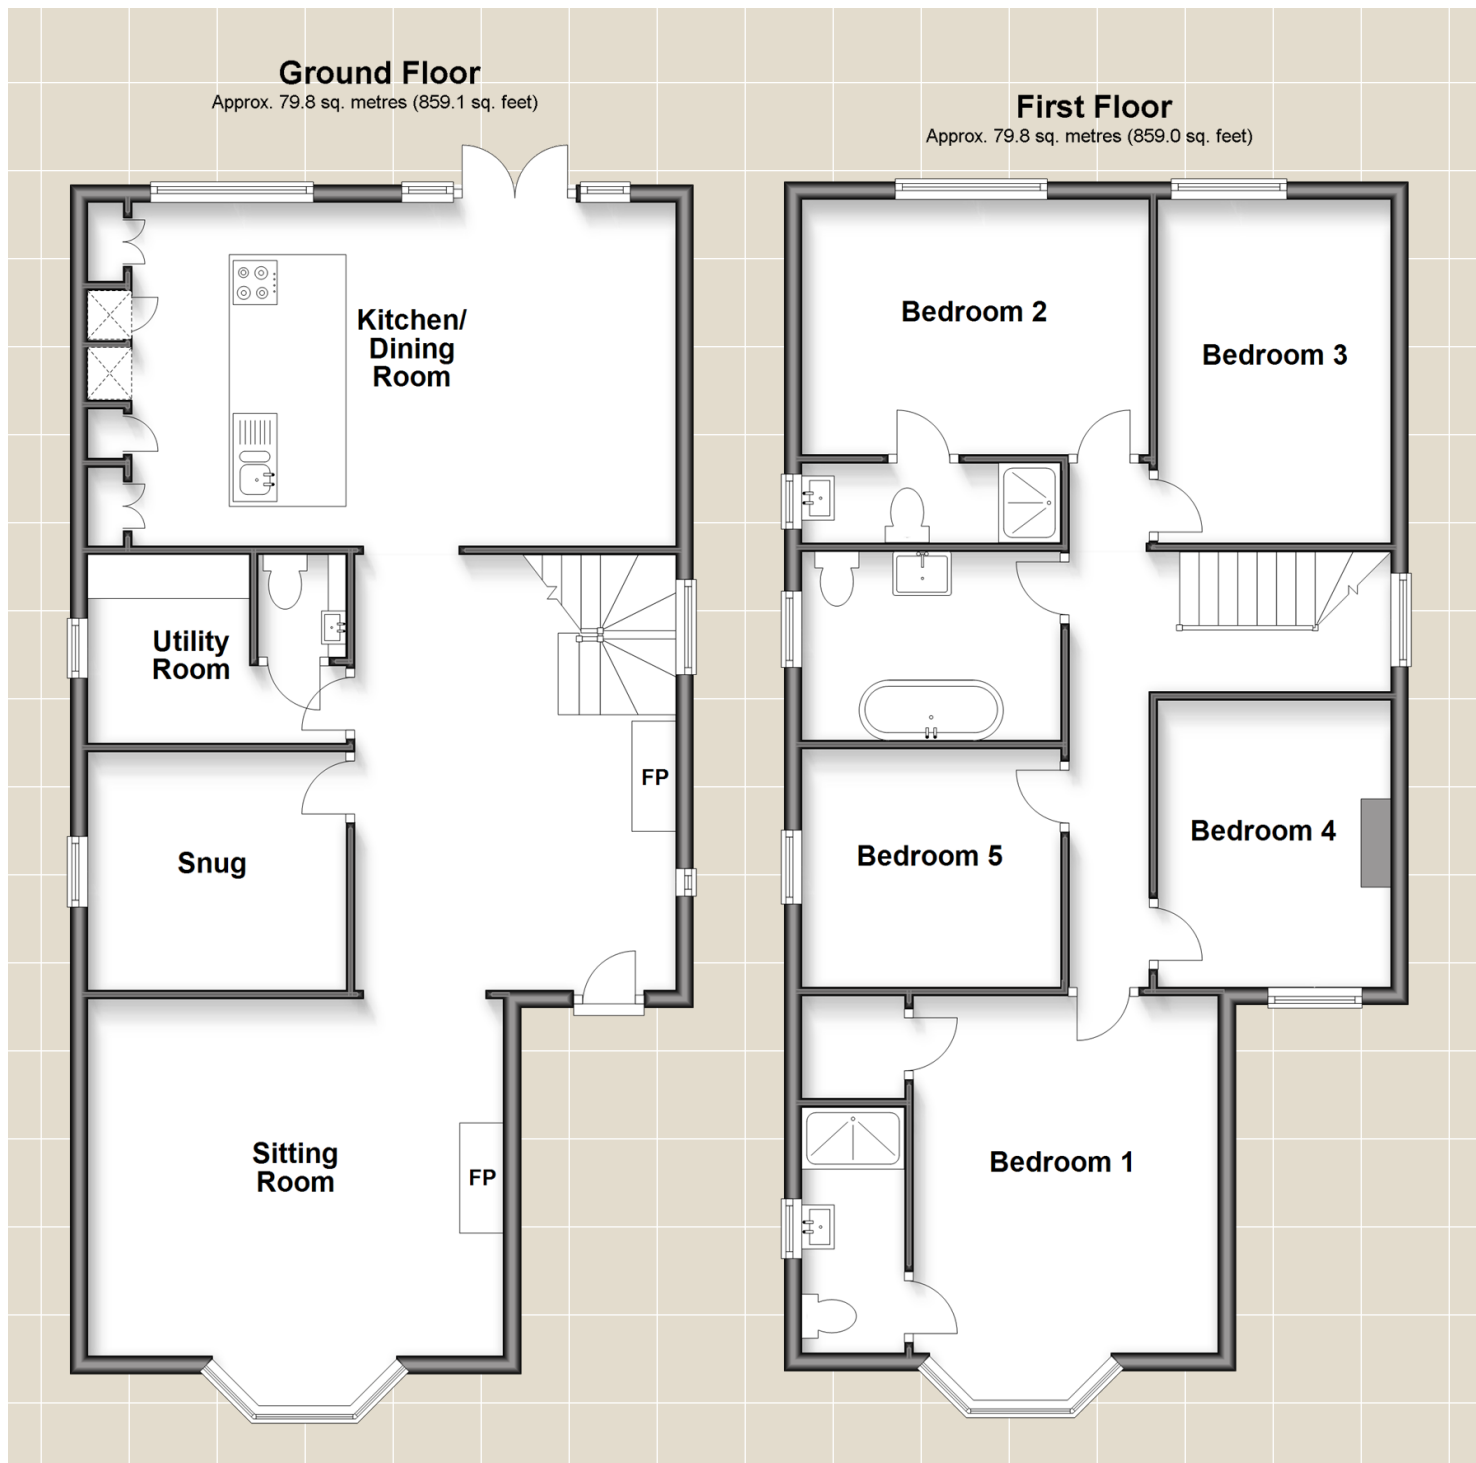 Ground Floor
Approx. 79.8 sq. metres (859.1 sq. feet)
Kitchen/
Dining
Room
Utility
Room
FP
Snug
Sitting
Room
FP
First Floor
Approx. 79.8 sq. metres (859.0 sq. feet)
Bedroom 2
Bedroom 3
Bedroom 4
Bedroom 5
Bedroom 1